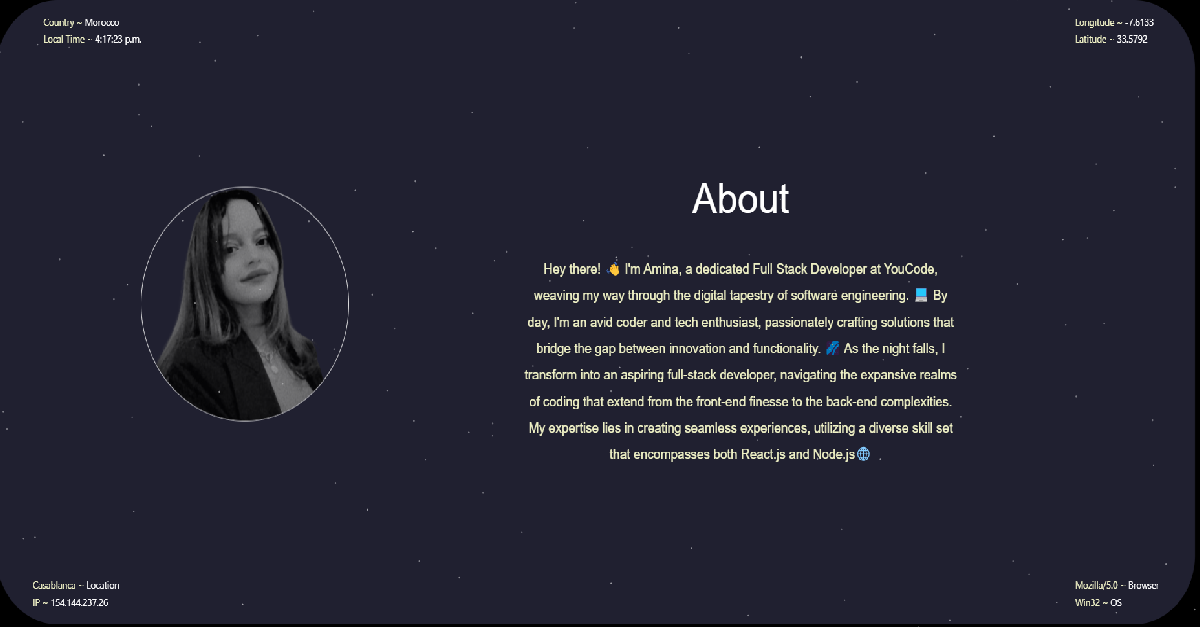 Country ~ Morocco
Local Time ~ 4:17:23 p.m.
Longitude ~ -7.6133
Latitude ~ 33.5792
About
Hey there! 👋 I'm Amina, a dedicated Full Stack Developer at YouCode,
weaving my way through the digital tapestry of software engineering. 💻 By
day, I'm an avid coder and tech enthusiast, passionately crafting solutions that
bridge the gap between innovation and functionality. 🌌 As the night falls, I
transform into an aspiring full-stack developer, navigating the expansive realms
of coding that extend from the front-end finesse to the back-end complexities.
My expertise lies in creating seamless experiences, utilizing a diverse skill set
that encompasses both React.js and Node.js🌐
Casablanca ~ Location
IP ~ 154.144.237.26
Mozilla/5.0 ~ Browser
Win32 ~ OS